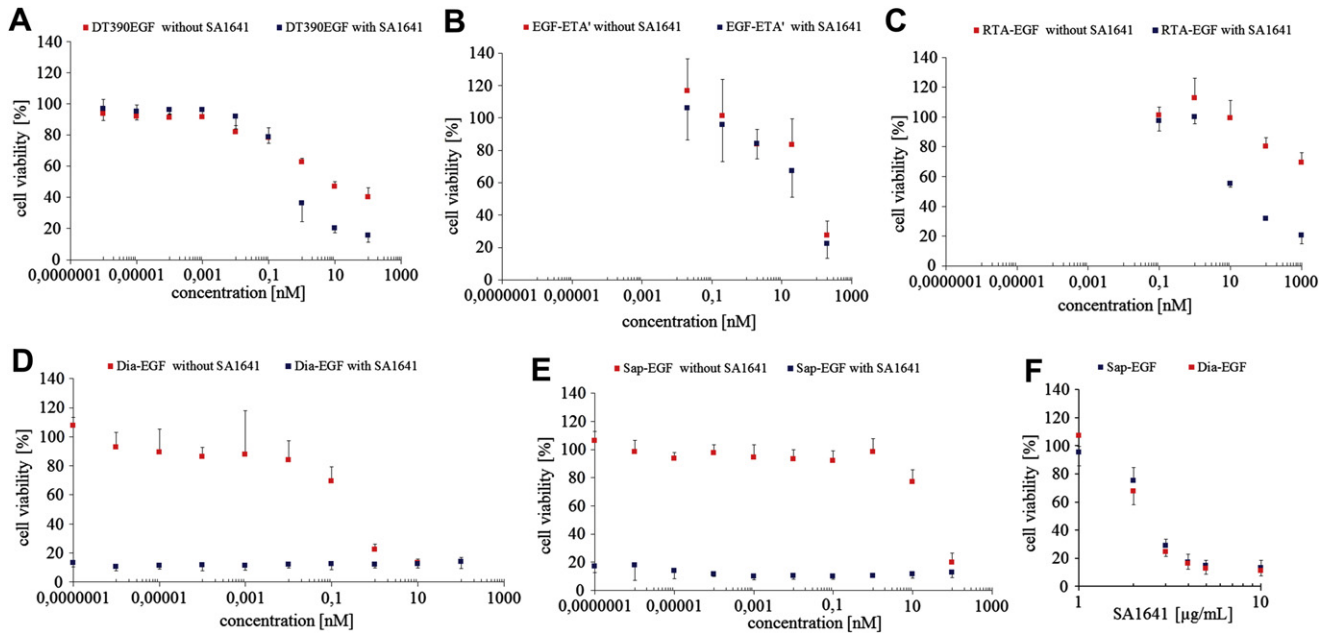 A
DT390EGF without SA1641 DT390EGF with SA1641
cell viability [%]
140
120
100
80
60
40
20
0
0,0000001 0,00001 0,001 0,1 10 1000
concentration [nM]
B
EGF-ETA' without SA1641 EGF-ETA' with SA1641
cell viability [%]
140
120
100
80
60
40
20
0
0,0000001 0,00001 0,001 0,1 10 1000
concentration [nM]
C
RTA-EGF without SA1641 RTA-EGF with SA1641
cell viability [%]
140
120
100
80
60
40
20
0
0,0000001 0,00001 0,001 0,1 10 1000
concentration [nM]
D
Dia-EGF without SA1641 Dia-EGF with SA1641
cell viability [%]
140
120
100
80
60
40
20
0
0,0000001 0,00001 0,001 0,1 10 1000
concentration [nM]
E
Sap-EGF without SA1641 Sap-EGF with SA1641
cell viability [%]
140
120
100
80
60
40
20
0
0,0000001 0,00001 0,001 0,1 10 1000
concentration [nM]
F
Sap-EGF Dia-EGF
cell viability [%]
140
120
100
80
60
40
20
0
1 10
SA1641 [µg/mL]